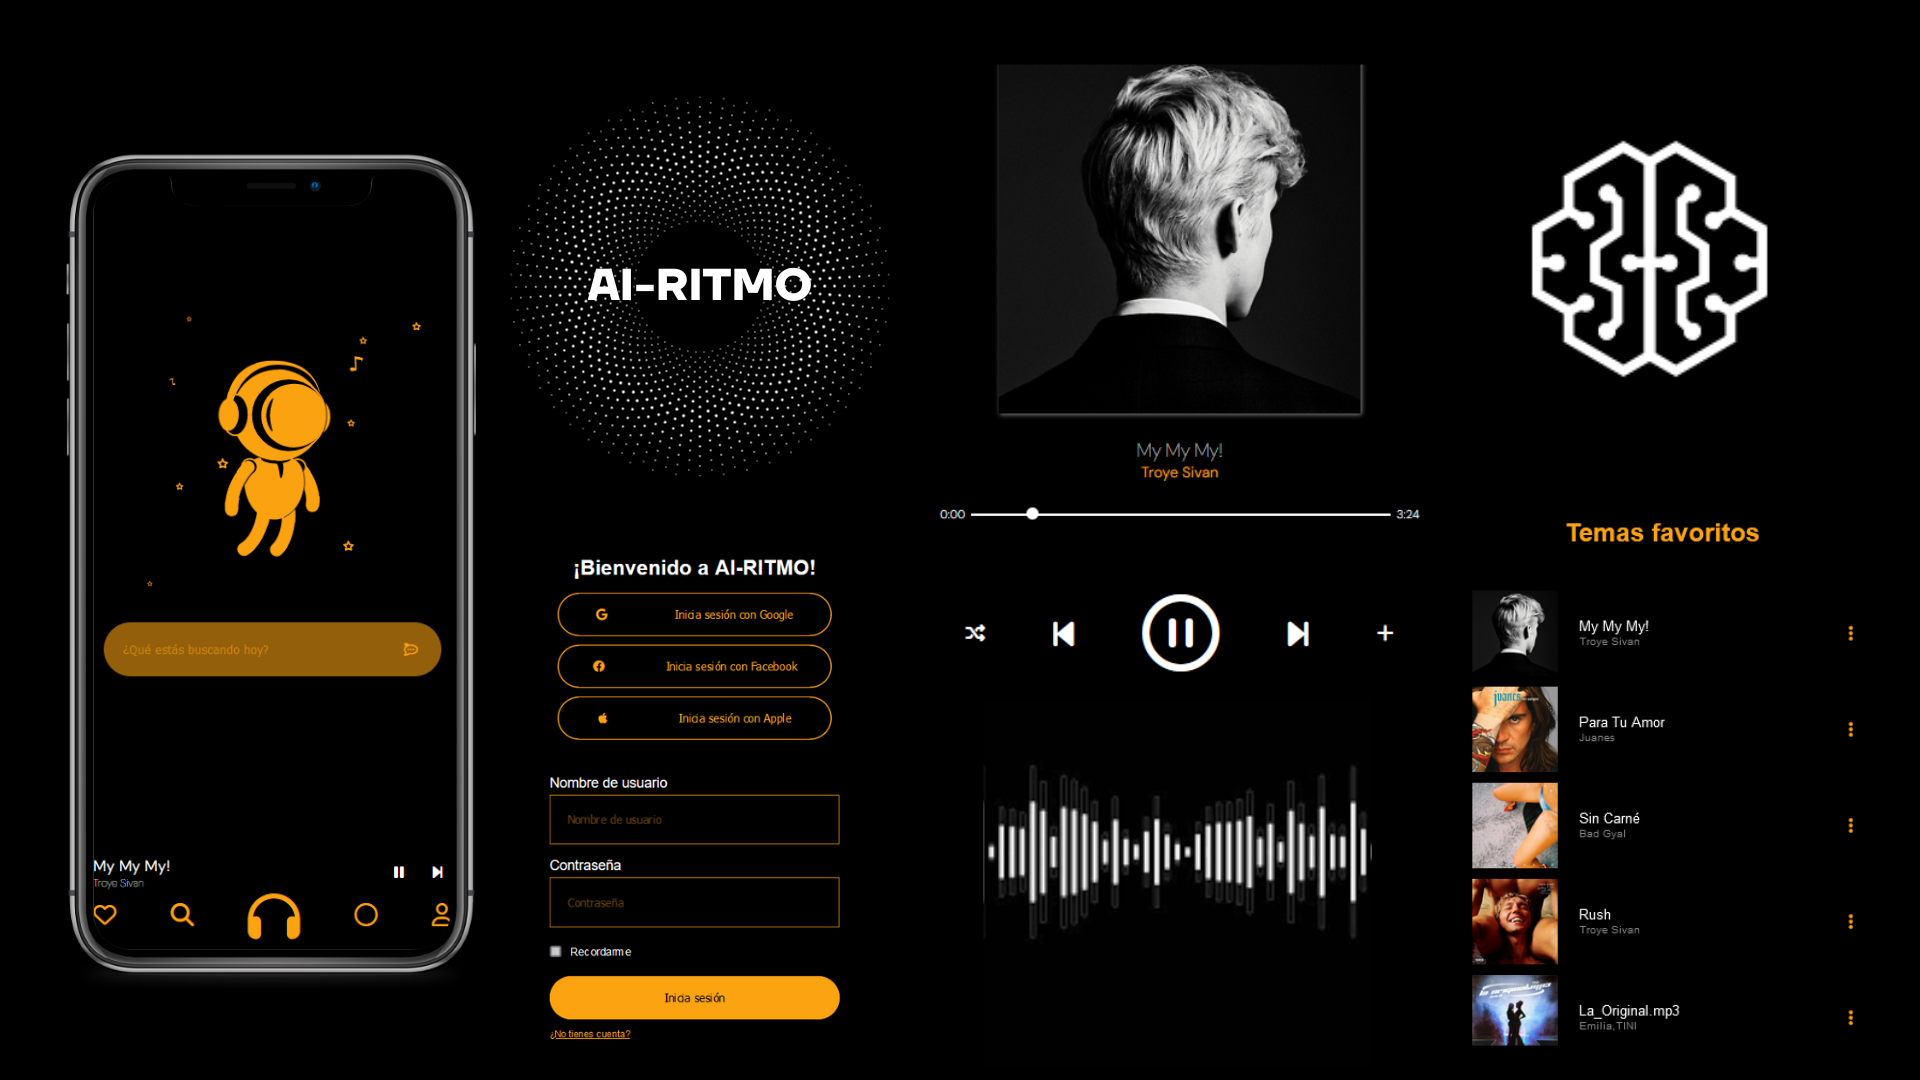 ¿Qué estás buscando hoy?
My My My!
Troye Sivan
AI-RITMO
¡Bienvenido a AI-RITMO!
Inicia sesión con Google
Inicia sesión con Facebook
Inicia sesión con Apple
Nombre de usuario
Nombre de usuario
Contraseña
Contraseña
Recordarme
Inicia sesión
¿No tienes cuenta?
My My My!
Troye Sivan
0:00 3:24
Temas favoritos
My My My!
Troye Sivan
juanes
Para Tu Amor
Juanes
Sin Carné
Bad Gyal
Rush
Troye Sivan
La_Original.mp3
Emilia,TINI